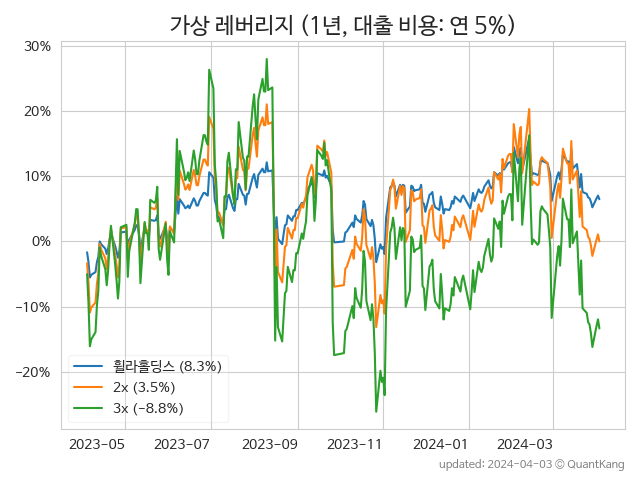 가상 레버리지 (1년, 대출 비용: 연 5%)
30%
20%
10%
0%
−10%
−20%
휠라홀딩스 (8.3%)
2x (3.5%)
3x (−8.8%)
2023-05
2023-07
2023-09
2023-11
2024-01
2024-03
updated: 2024-04-03 © QuantKang